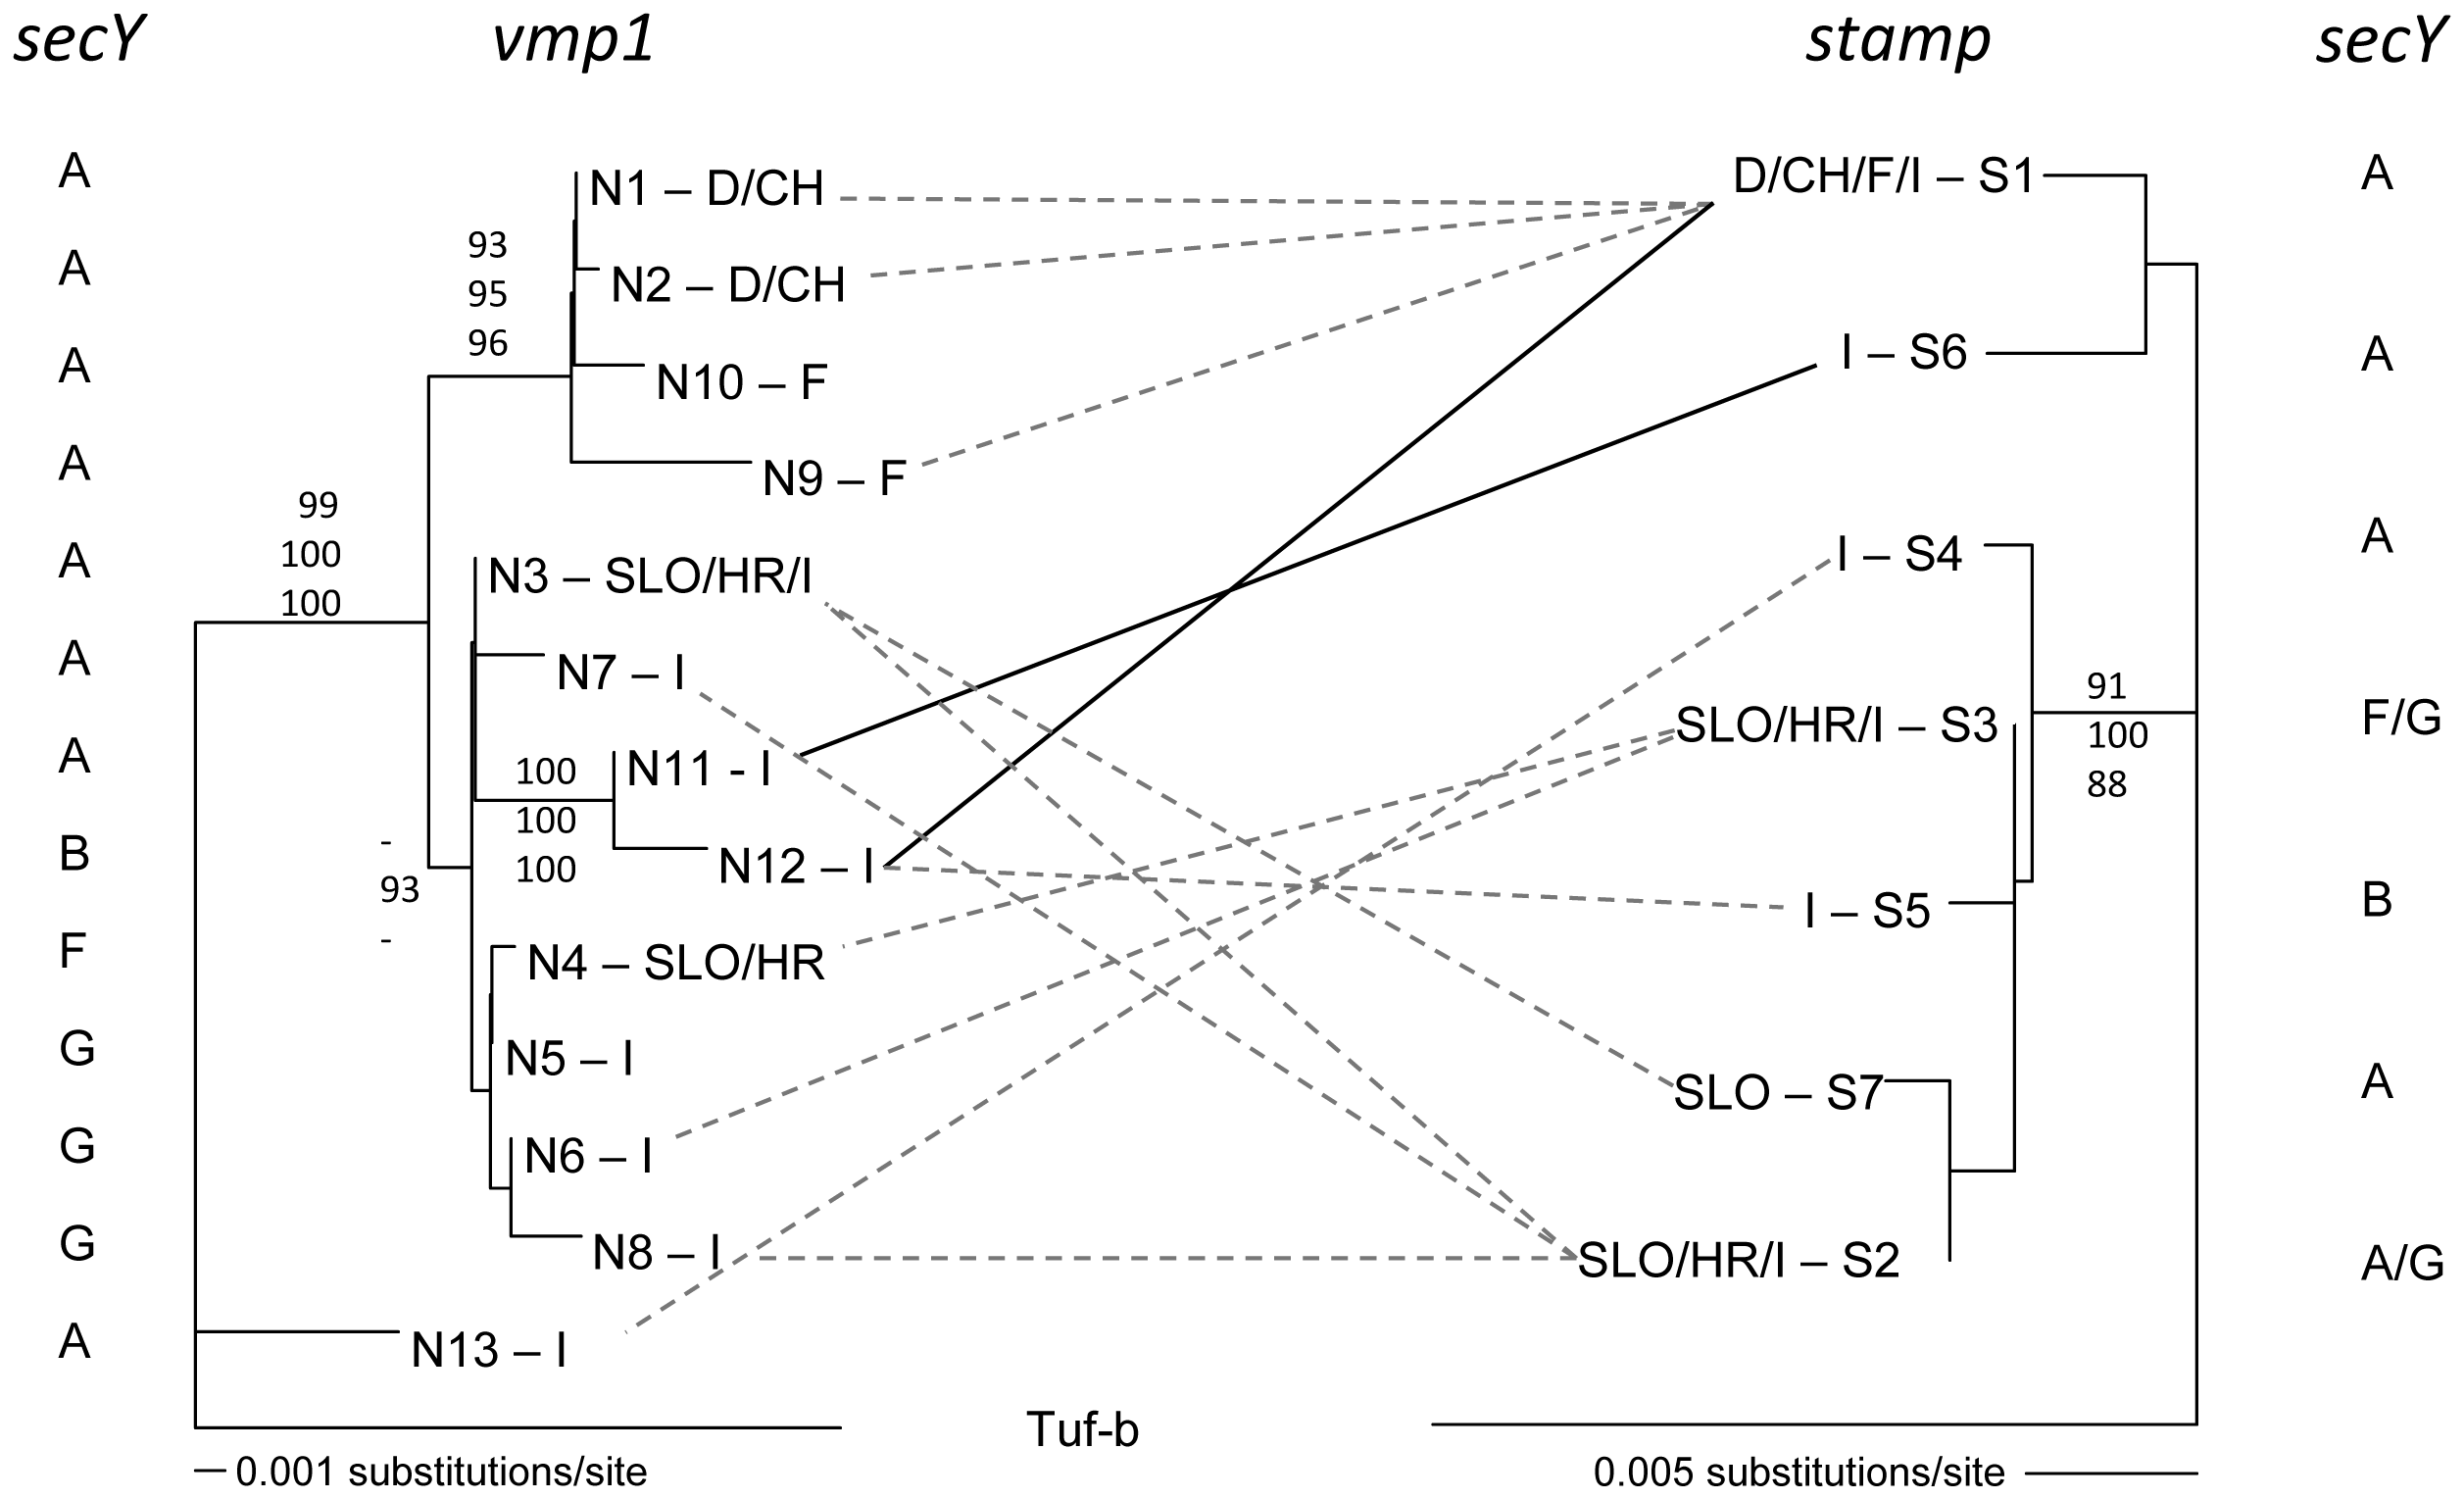 secY vmp1 stamp secY
A N1 – D/CH D/CH/F/I – S1 A
93
A N2 – D/CH
95
96
A N10 – F I – S6 A
A N9 – F
99
100
100
A N3 – SLO/HR/I I – S4 A
A N7 – I
91
100
88
SLO/HR/I – S3 F/G
A N11 - I
100
100
100
B N12 – I I – S5 B
-
93
-
F N4 – SLO/HR
G N5 – I SLO – S7 A
G N6 – I
G N8 – I SLO/HR/I – S2 A/G
A N13 – I
Tuf-b
0.001 substitutions/site 0.005 substitutions/site